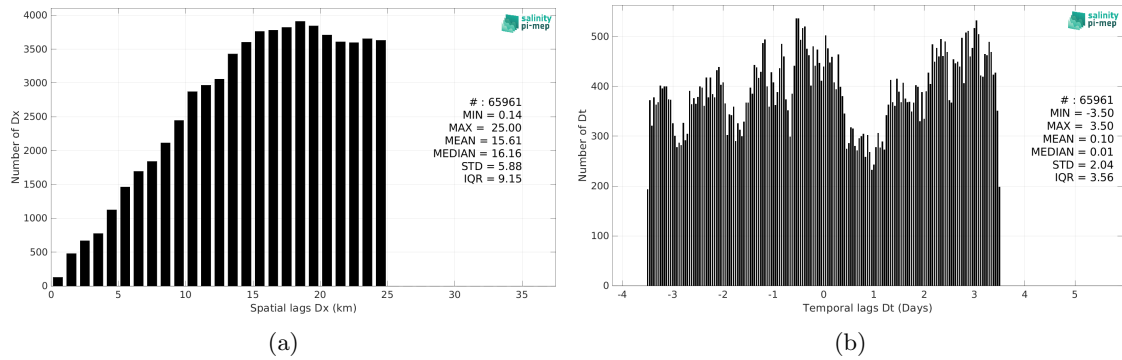 salinity
pi-mep
4000
3500
3000
2500
2000
1500
1000
500
0
Number of Dx
# : 65961
MIN = 0.14
MAX = 25.00
MEAN = 15.61
MEDIAN = 16.16
STD = 5.88
IQR = 9.15
0 5 10 15 20 25 30 35
Spatial lags Dx (km)
(a)
salinity
pi-mep
500
400
300
200
100
0
Number of Dt
# : 65961
MIN = -3.50
MAX = 3.50
MEAN = 0.10
MEDIAN = 0.01
STD = 2.04
IQR = 3.56
-4 -3 -2 -1 0 1 2 3 4 5
Temporal lags Dt (Days)
(b)